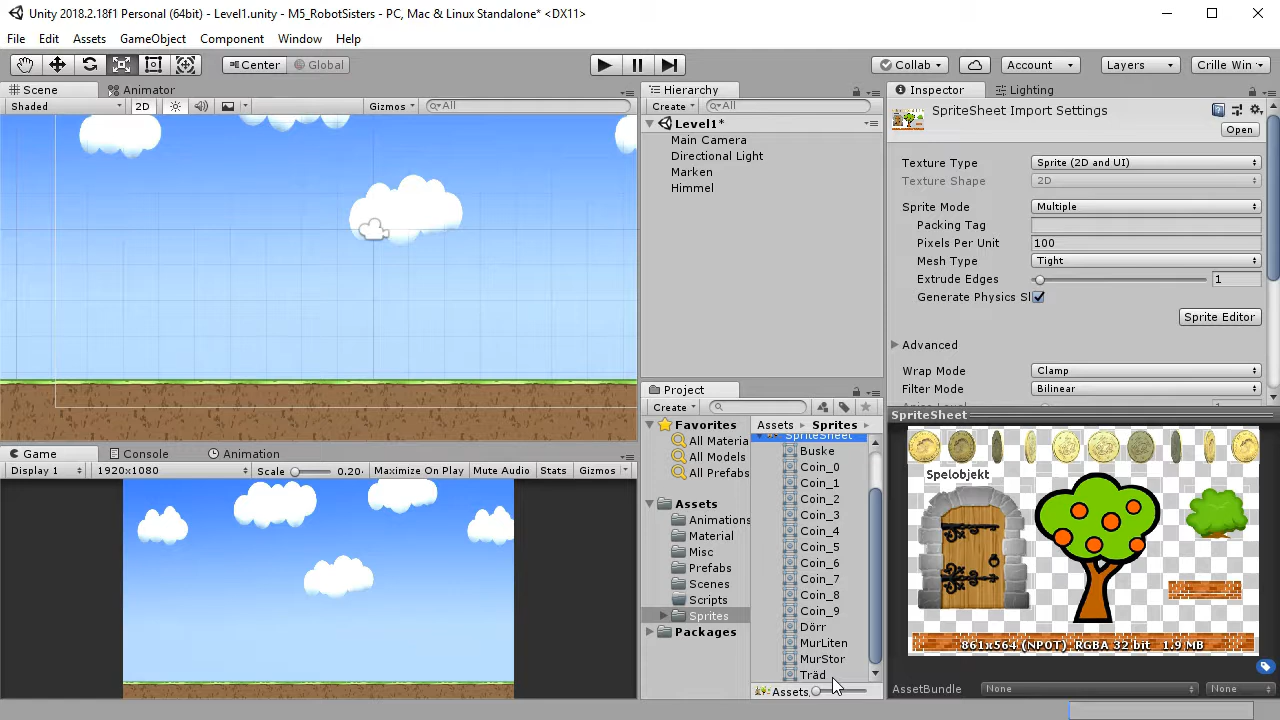 Unity 2018.2.18f1 Personal (64bit) - Level1.unity - M5_RobotSisters - PC, Mac & Linux Standalone* <DX11>
File Edit Assets GameObject Component Window Help
Center Global Collab Account Layers Crille Win
Scene Animator
Shaded 2D Gizmos All
Hierarchy
Create All
Level1*
Main Camera
Directional Light
Marken
Himmel
Inspector Lighting
SpriteSheet Import Settings
Open
Texture Type Sprite (2D and UI)
Texture Shape 2D
Sprite Mode Multiple
Packing Tag
Pixels Per Unit 100
Mesh Type Tight
Extrude Edges 1
Generate Physics Sl
Sprite Editor
Advanced
Wrap Mode Clamp
Filter Mode Bilinear
Game Console Animation
Display 1 1920x1080 Scale 0.20 Maximize On Play Mute Audio Stats Gizmos
Project
Create
Favorites
All Materia
All Models
All Prefabs
Assets
Animations
Material
Misc
Prefabs
Scenes
Scripts
Sprites
Packages
Assets Sprites
SpriteSheet
Buske
Coin_0
Coin_1
Coin_2
Coin_3
Coin_4
Coin_5
Coin_6
Coin_7
Coin_8
Coin_9
Dörr
MurLiten
MurStor
Träd
Assets
SpriteSheet
Spelobjekt
861x564 (NPOT) RGBA 32 bit 1.9 MB
AssetBundle None None